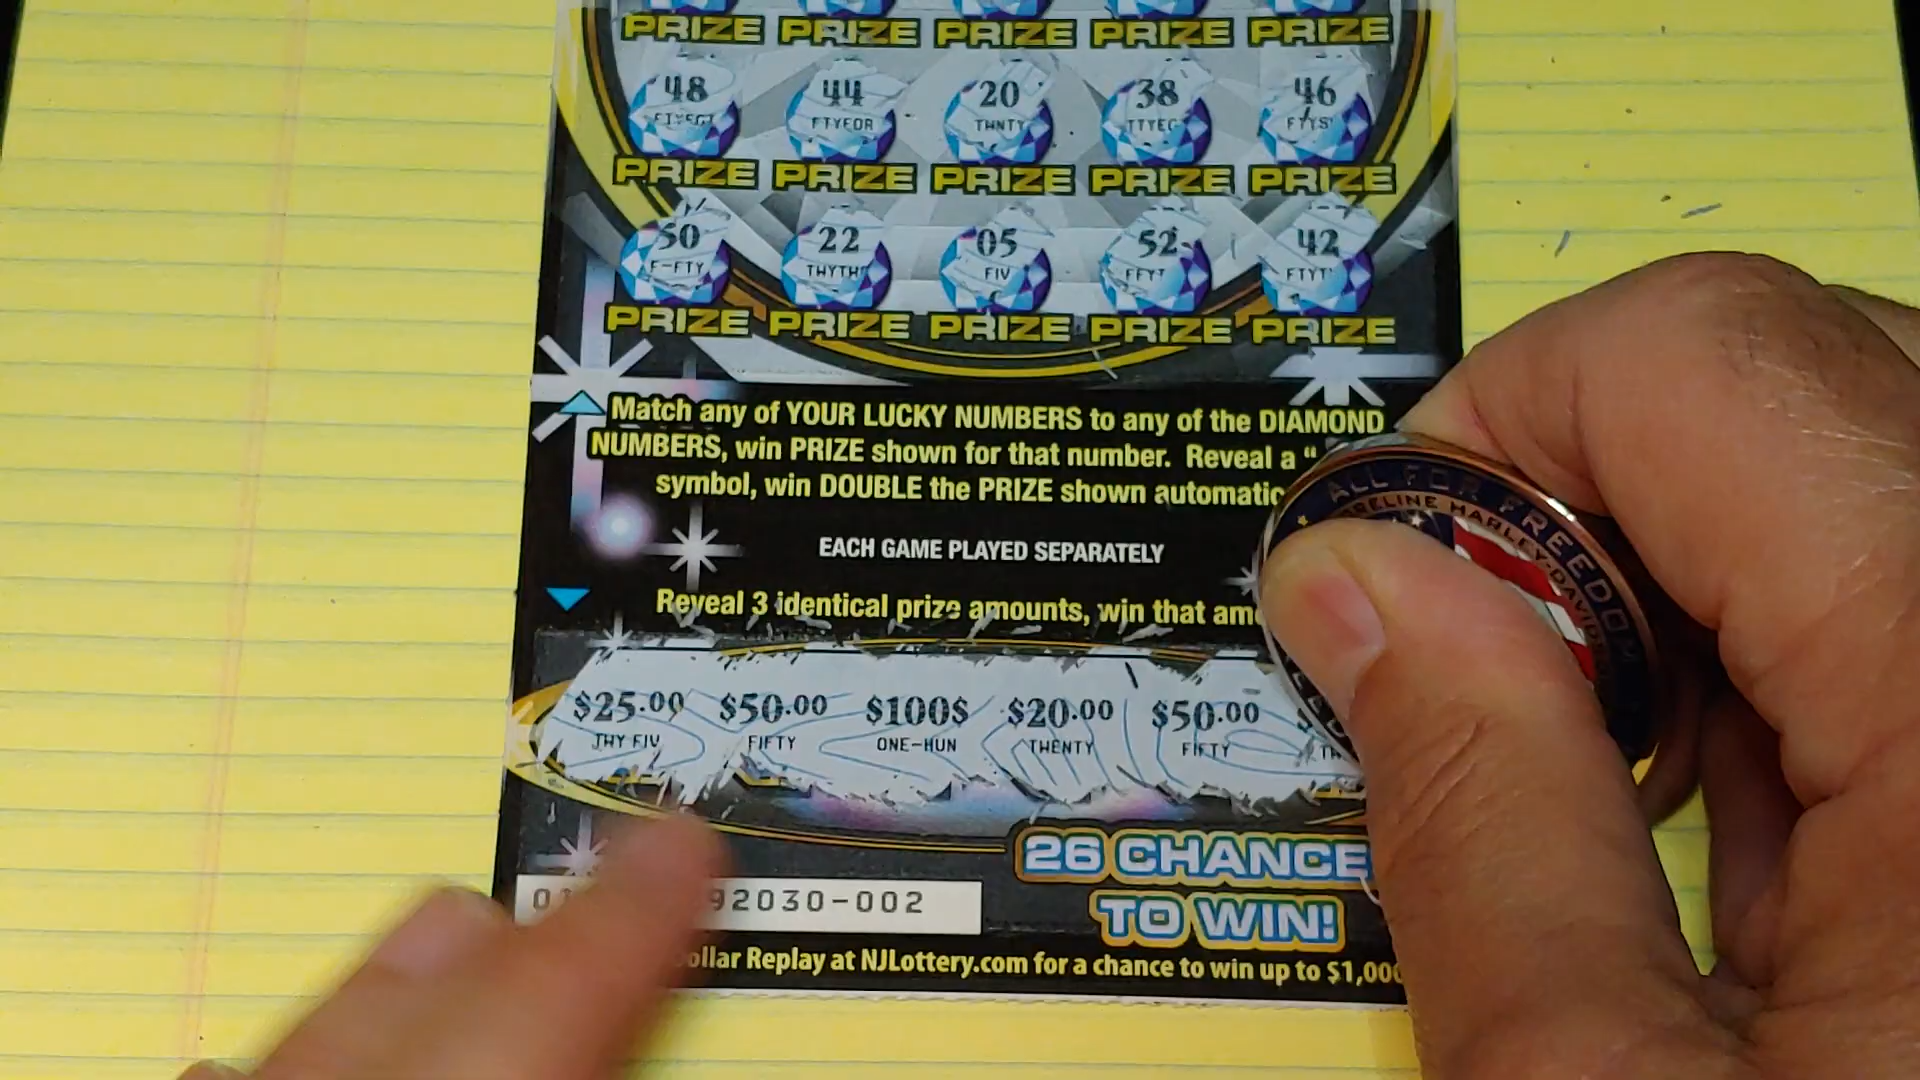 PRIZE PRIZE PRIZE PRIZE PRIZE
48 44 20 38 46
FTYFOR
PRIZE PRIZE PRIZE PRIZE PRIZE
50 22 05 52 42
FIV
PRIZE PRIZE PRIZE PRIZE PRIZE
Match any of YOUR LUCKY NUMBERS to any of the DIAMOND
NUMBERS, win PRIZE shown for that number. Reveal a "
symbol, win DOUBLE the PRIZE shown
EACH GAME PLAYED SEPARATELY
Reveal 3 identical prize amounts, win that
$25.00 $50.00 $100$ $20.00 $50.00
THY FIV FIFTY ONE-HUN TWENTY FIFTY
26 CHANCE
TO WIN!
92030-002
Replay at NJLottery.com for a chance to win up to
ALL FOR FREEDOM